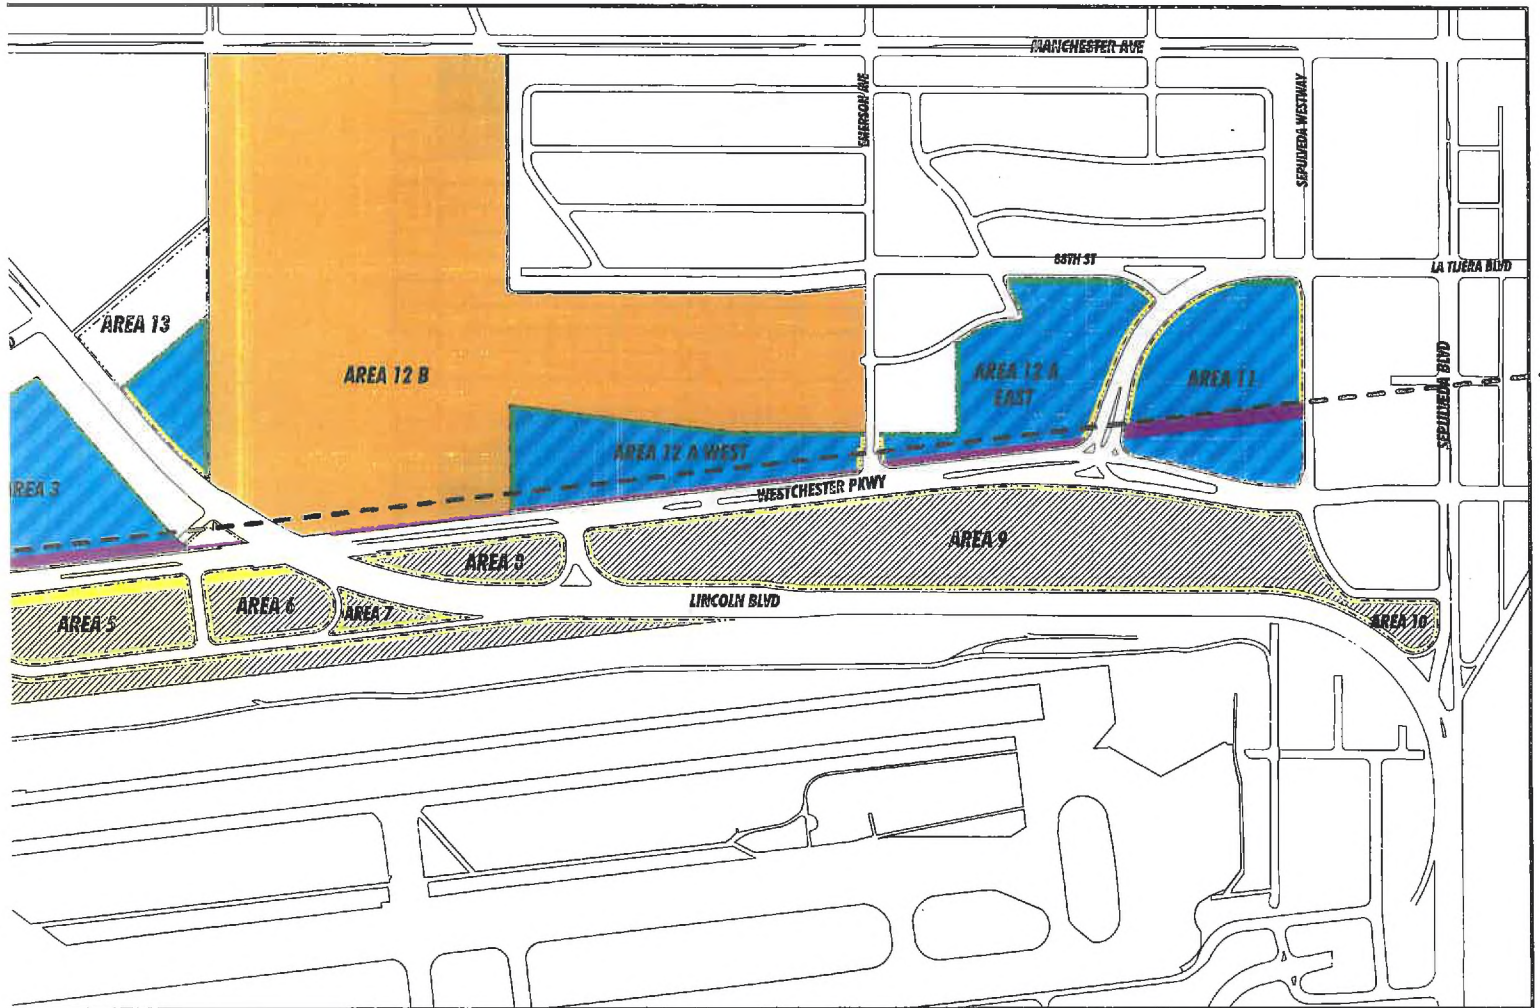 MANCHESTER AVE
EMERSON AVE
SEPULVEDA WESTWAY
88TH ST
LA TIJERA BLVD
AREA 13
AREA 12 B
AREA 12 A
EAST
AREA 11
SEPULVEDA BLVD
AREA 12 A WEST
AREA 3
WESTCHESTER PKWY
AREA 9
AREA 8
AREA 6
AREA 7
LINCOLN BLVD
AREA 5
AREA 10